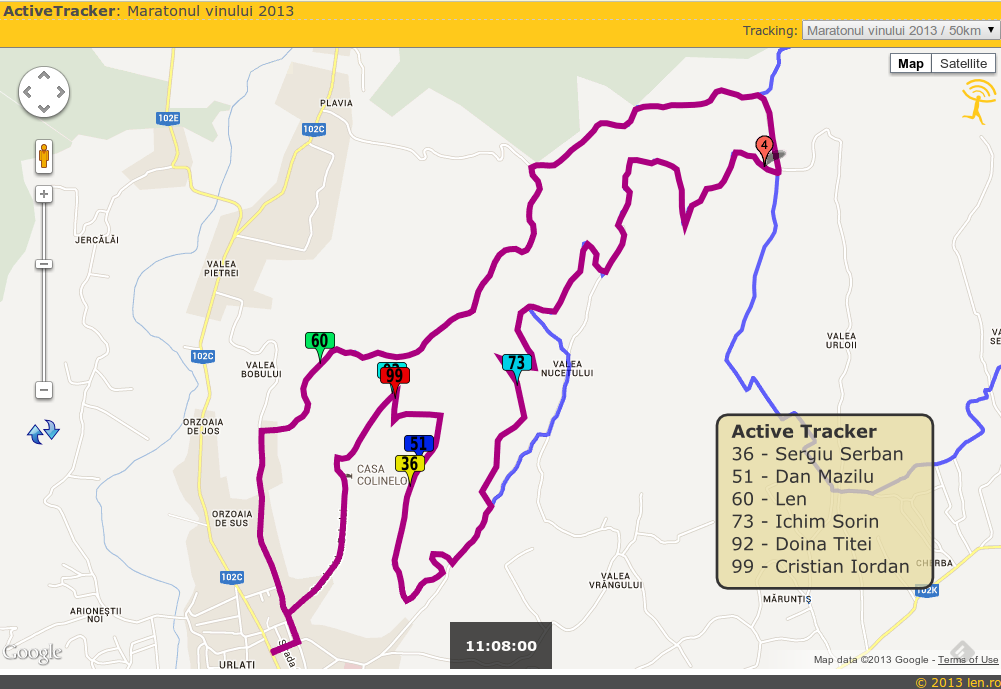 ActiveTracker: Maratonul vinului 2013
Tracking: Maratonul vinului 2013 / 50km
Map Satellite
PLAVIA
102E
102C
4
JERCĂLĂI
VALEA
PIETREI
60
VALEA
URLOII
102C
VALEA
BOBULUI
99
73
VALEA
NUCETULUI
ORZOAIA
DE JOS
51
36
CASA
COLINELO
ORZOAIA
DE SUS
Active Tracker
36 - Sergiu Serban
51 - Dan Mazilu
60 - Len
73 - Ichim Sorin
92 - Doina Titei
99 - Cristian Iordan
CHERBA
102C
VALEA
VRÂNGULUI
102K
MĂRUNȚIȘ
ARIONEȘTII
NOI
11:08:00
Google
URLATI
Map data ©2013 Google - Terms of Use
© 2013 len.ro